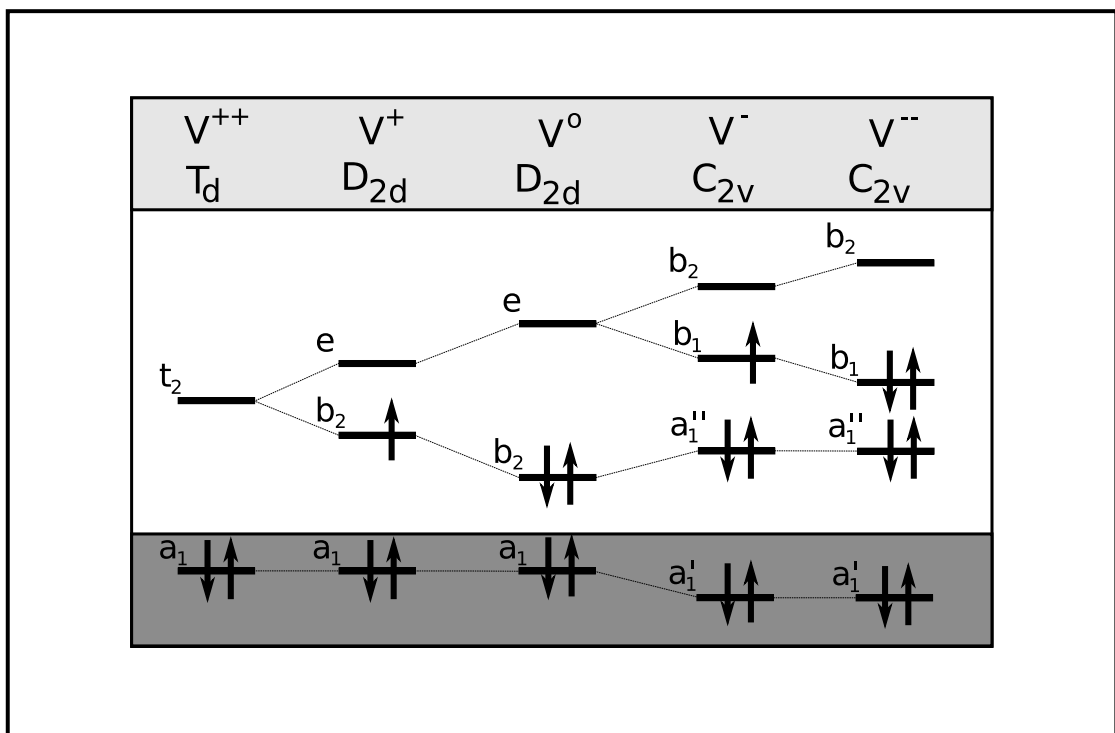 V++ V+ V° V- V--
Td D2d D2d C2v C2v
b2
b2
e
b1
e
b1
t2
b2
a1'' a1''
b2
a1 a1 a1
a1' a1'